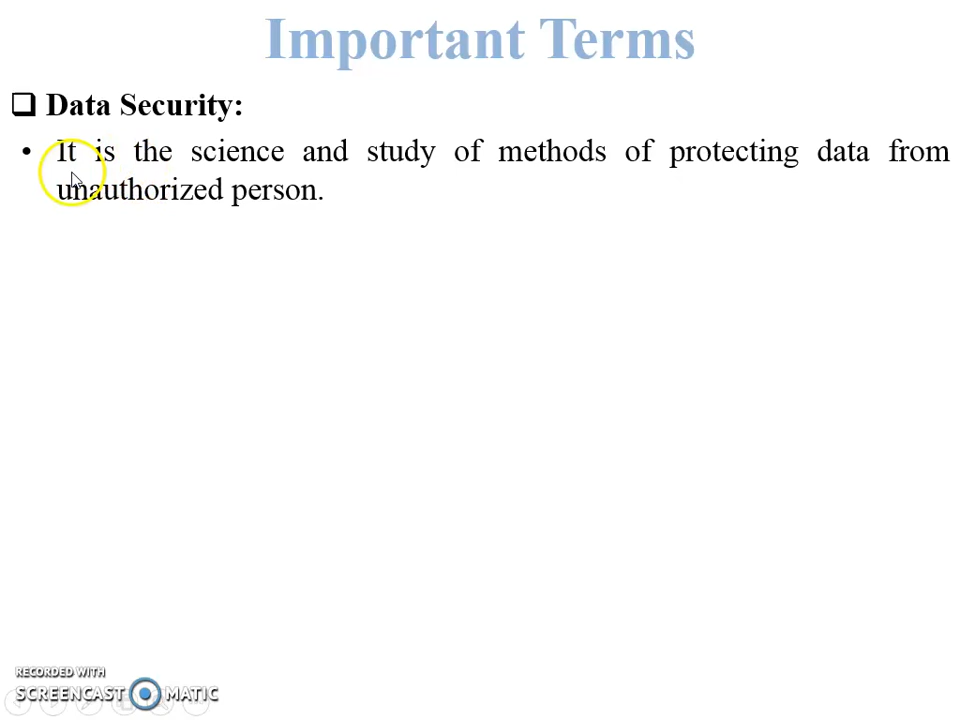 Important Terms
❑ Data Security:
• It is the science and study of methods of protecting data from
unauthorized person.
RECORDED WITH
SCREENCAST MATIC